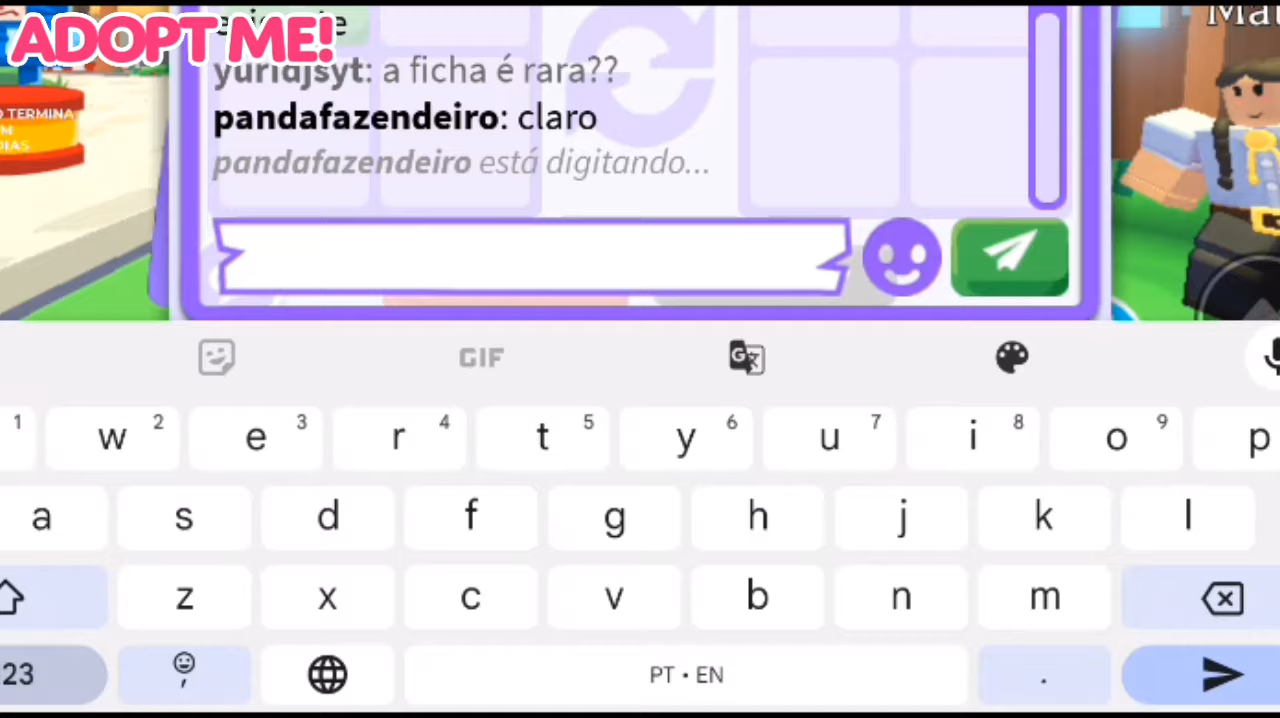 ADOPT ME!
yuridjsyt: a ficha é rara??
pandafazendeiro: claro
pandafazendeiro está digitando...
TERMINA
DIAS
GIF
1 w 2 e 3 r 4 t 5 y 6 u 7 i 8 o 9 p
a s d f g h j k l
z x c v b n m
23 , PT • EN .